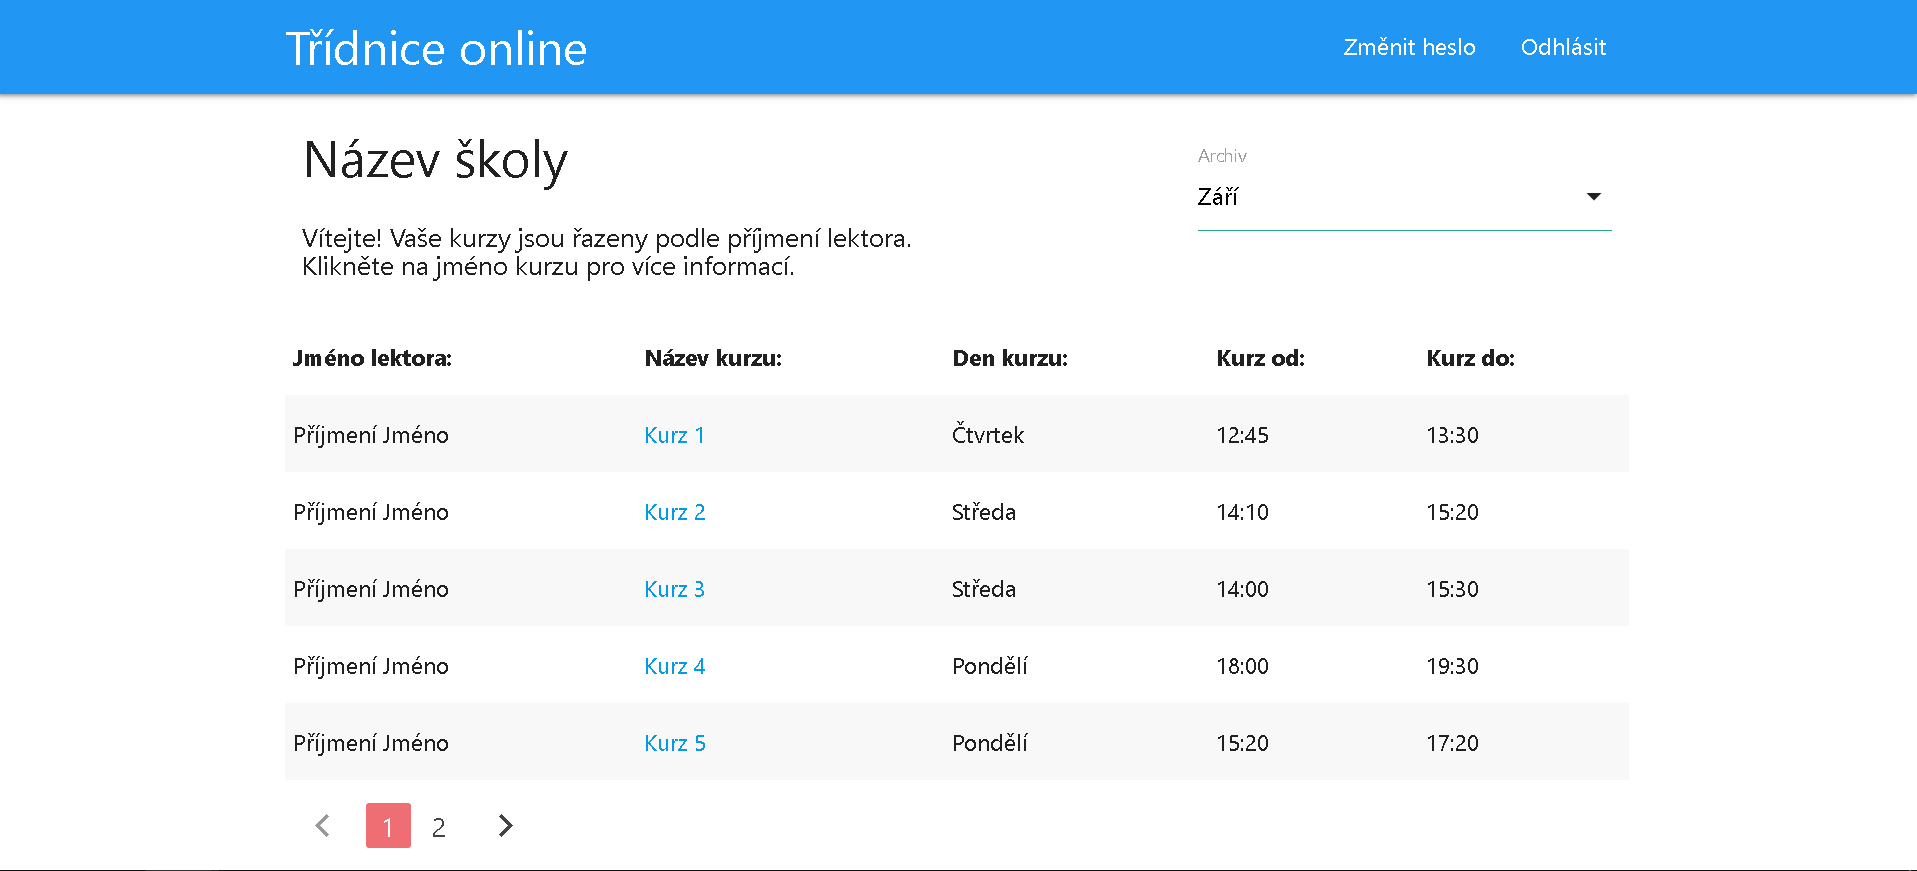 Třídnice online
Změnit heslo Odhlásit
Název školy
Archiv
Září
Vítejte! Vaše kurzy jsou řazeny podle příjmení lektora.
Klikněte na jméno kurzu pro více informací.
Jméno lektora: Název kurzu: Den kurzu: Kurz od: Kurz do:
Příjmení Jméno Kurz 1 Čtvrtek 12:45 13:30
Příjmení Jméno Kurz 2 Středa 14:10 15:20
Příjmení Jméno Kurz 3 Středa 14:00 15:30
Příjmení Jméno Kurz 4 Pondělí 18:00 19:30
Příjmení Jméno Kurz 5 Pondělí 15:20 17:20
1 2